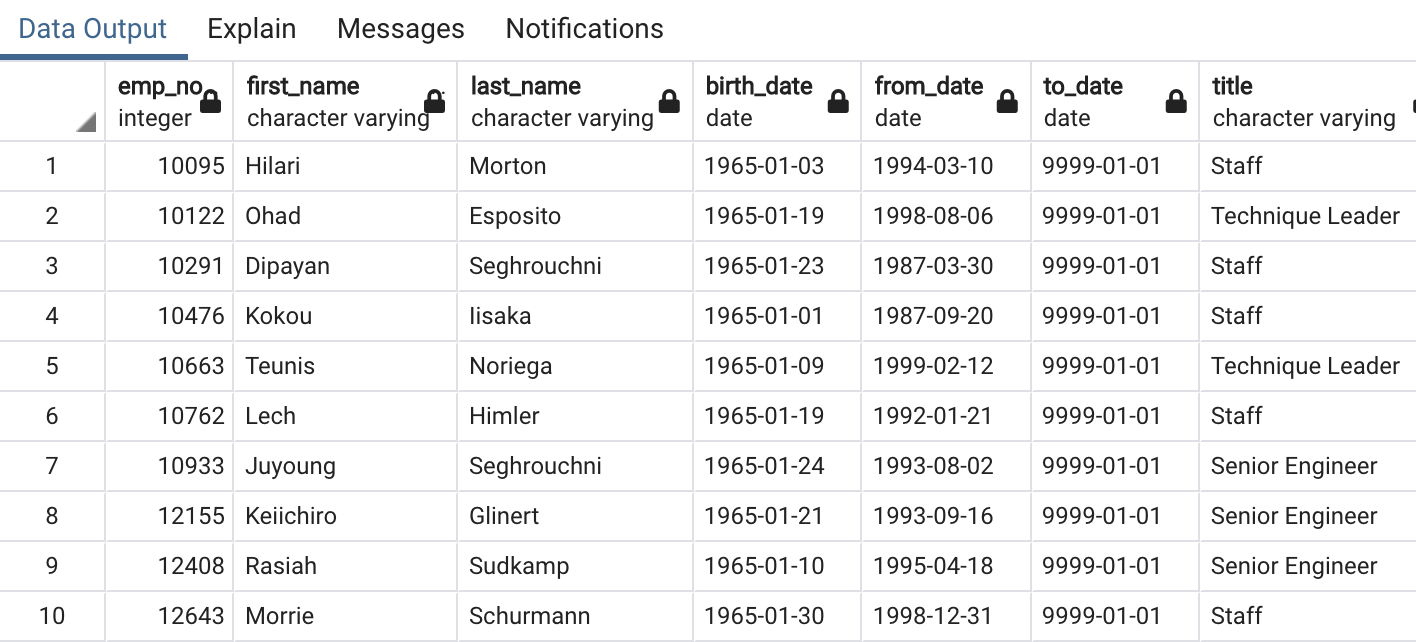 Data Output Explain Messages Notifications
emp_no first_name last_name birth_date from_date to_date title
integer character varying character varying date date date character varying
1 10095 Hilari Morton 1965-01-03 1994-03-10 9999-01-01 Staff
2 10122 Ohad Esposito 1965-01-19 1998-08-06 9999-01-01 Technique Leader
3 10291 Dipayan Seghrouchni 1965-01-23 1987-03-30 9999-01-01 Staff
4 10476 Kokou Iisaka 1965-01-01 1987-09-20 9999-01-01 Staff
5 10663 Teunis Noriega 1965-01-09 1999-02-12 9999-01-01 Technique Leader
6 10762 Lech Himler 1965-01-19 1992-01-21 9999-01-01 Staff
7 10933 Juyoung Seghrouchni 1965-01-24 1993-08-02 9999-01-01 Senior Engineer
8 12155 Keiichiro Glinert 1965-01-21 1993-09-16 9999-01-01 Senior Engineer
9 12408 Rasiah Sudkamp 1965-01-10 1995-04-18 9999-01-01 Senior Engineer
10 12643 Morrie Schurmann 1965-01-30 1998-12-31 9999-01-01 Staff